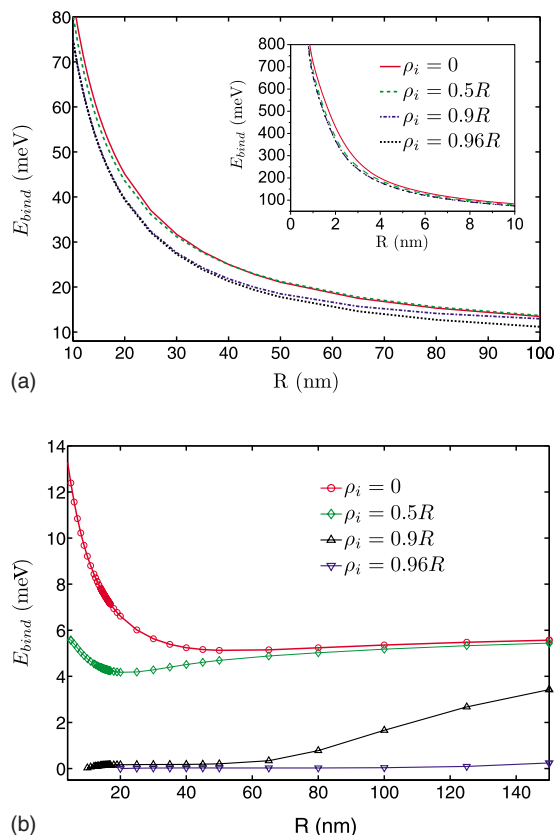 80
70
60
50
40
30
20
10
E_bind (meV)
10 20 30 40 50 60 70 80 90 100
R (nm)
800
700
600
500
400
300
200
100
0
E_bind (meV)
0 2 4 6 8 10
R (nm)
ρ_i = 0
ρ_i = 0.5R
ρ_i = 0.9R
ρ_i = 0.96R
(a)
14
12
10
8
6
4
2
0
E_bind (meV)
20 40 60 80 100 120 140
R (nm)
ρ_i = 0
ρ_i = 0.5R
ρ_i = 0.9R
ρ_i = 0.96R
(b)